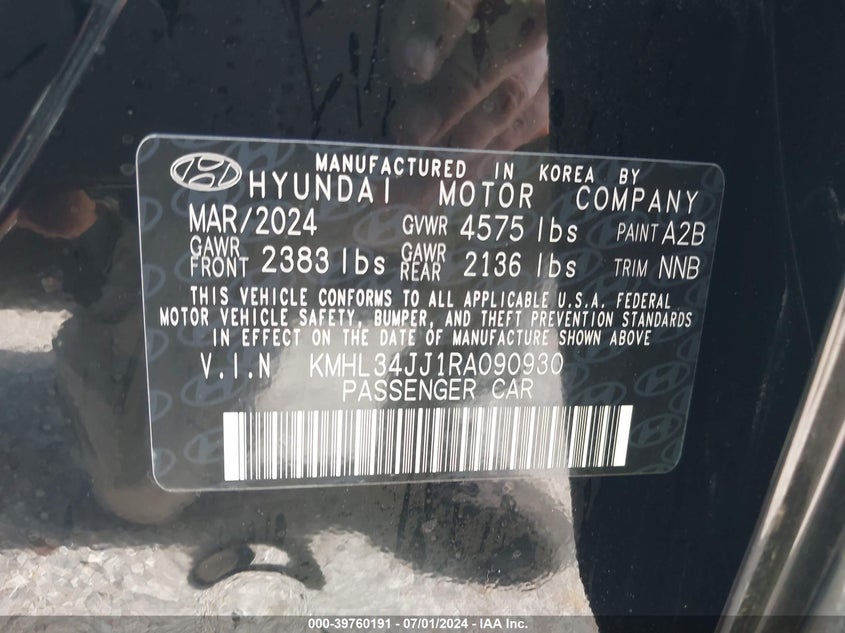 MANUFACTURED IN KOREA BY
HYUNDAI MOTOR COMPANY
MAR/2024 GVWR 4575 lbs PAINT A2B
GAWR FRONT 2383 lbs GAWR REAR 2136 lbs TRIM NNB
THIS VEHICLE CONFORMS TO ALL APPLICABLE U.S.A. FEDERAL
MOTOR VEHICLE SAFETY, BUMPER, AND THEFT PREVENTION STANDARDS
IN EFFECT ON THE DATE OF MANUFACTURE SHOWN ABOVE
V.I.N KMHL34JJ1RA090930
PASSENGER CAR
000-39760191 - 07/01/2024 - IAA Inc.